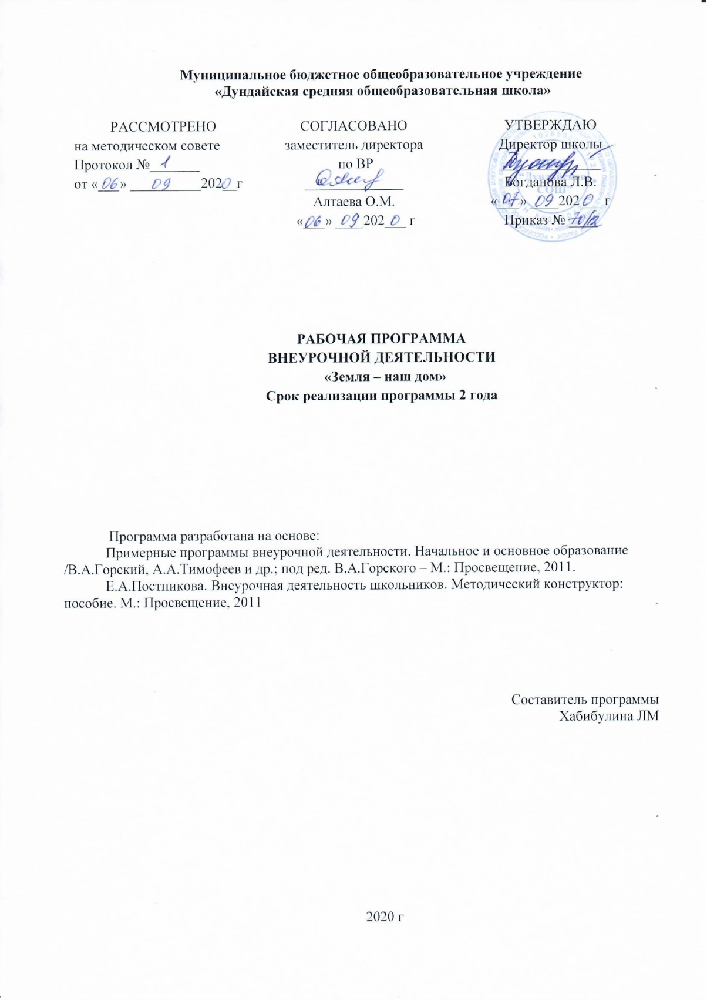 Муниципальное бюджетное общеобразовательное учреждение
«Дундайская средняя общеобразовательная школа»
РАССМОТРЕНО
на методическом совете
Протокол № 1
от «06» 09 2020 г
СОГЛАСОВАНО
заместитель директора
по ВР
Алтаева О.М.
«06» 09 2020 г
УТВЕРЖДАЮ
Директор школы
Богданова Л.В.
«07» 09 2020 г
Приказ № 70/2
РАБОЧАЯ ПРОГРАММА
ВНЕУРОЧНОЙ ДЕЯТЕЛЬНОСТИ
«Земля – наш дом»
Срок реализации программы 2 года
Программа разработана на основе:
Примерные программы внеурочной деятельности. Начальное и основное образование
/В.А.Горский, А.А.Тимофеев и др.; под ред. В.А.Горского – М.: Просвещение, 2011.
Е.А.Постникова. Внеурочная деятельность школьников. Методический конструктор:
пособие. М.: Просвещение, 2011
Составитель программы
Хабибулина ЛМ
2020 г